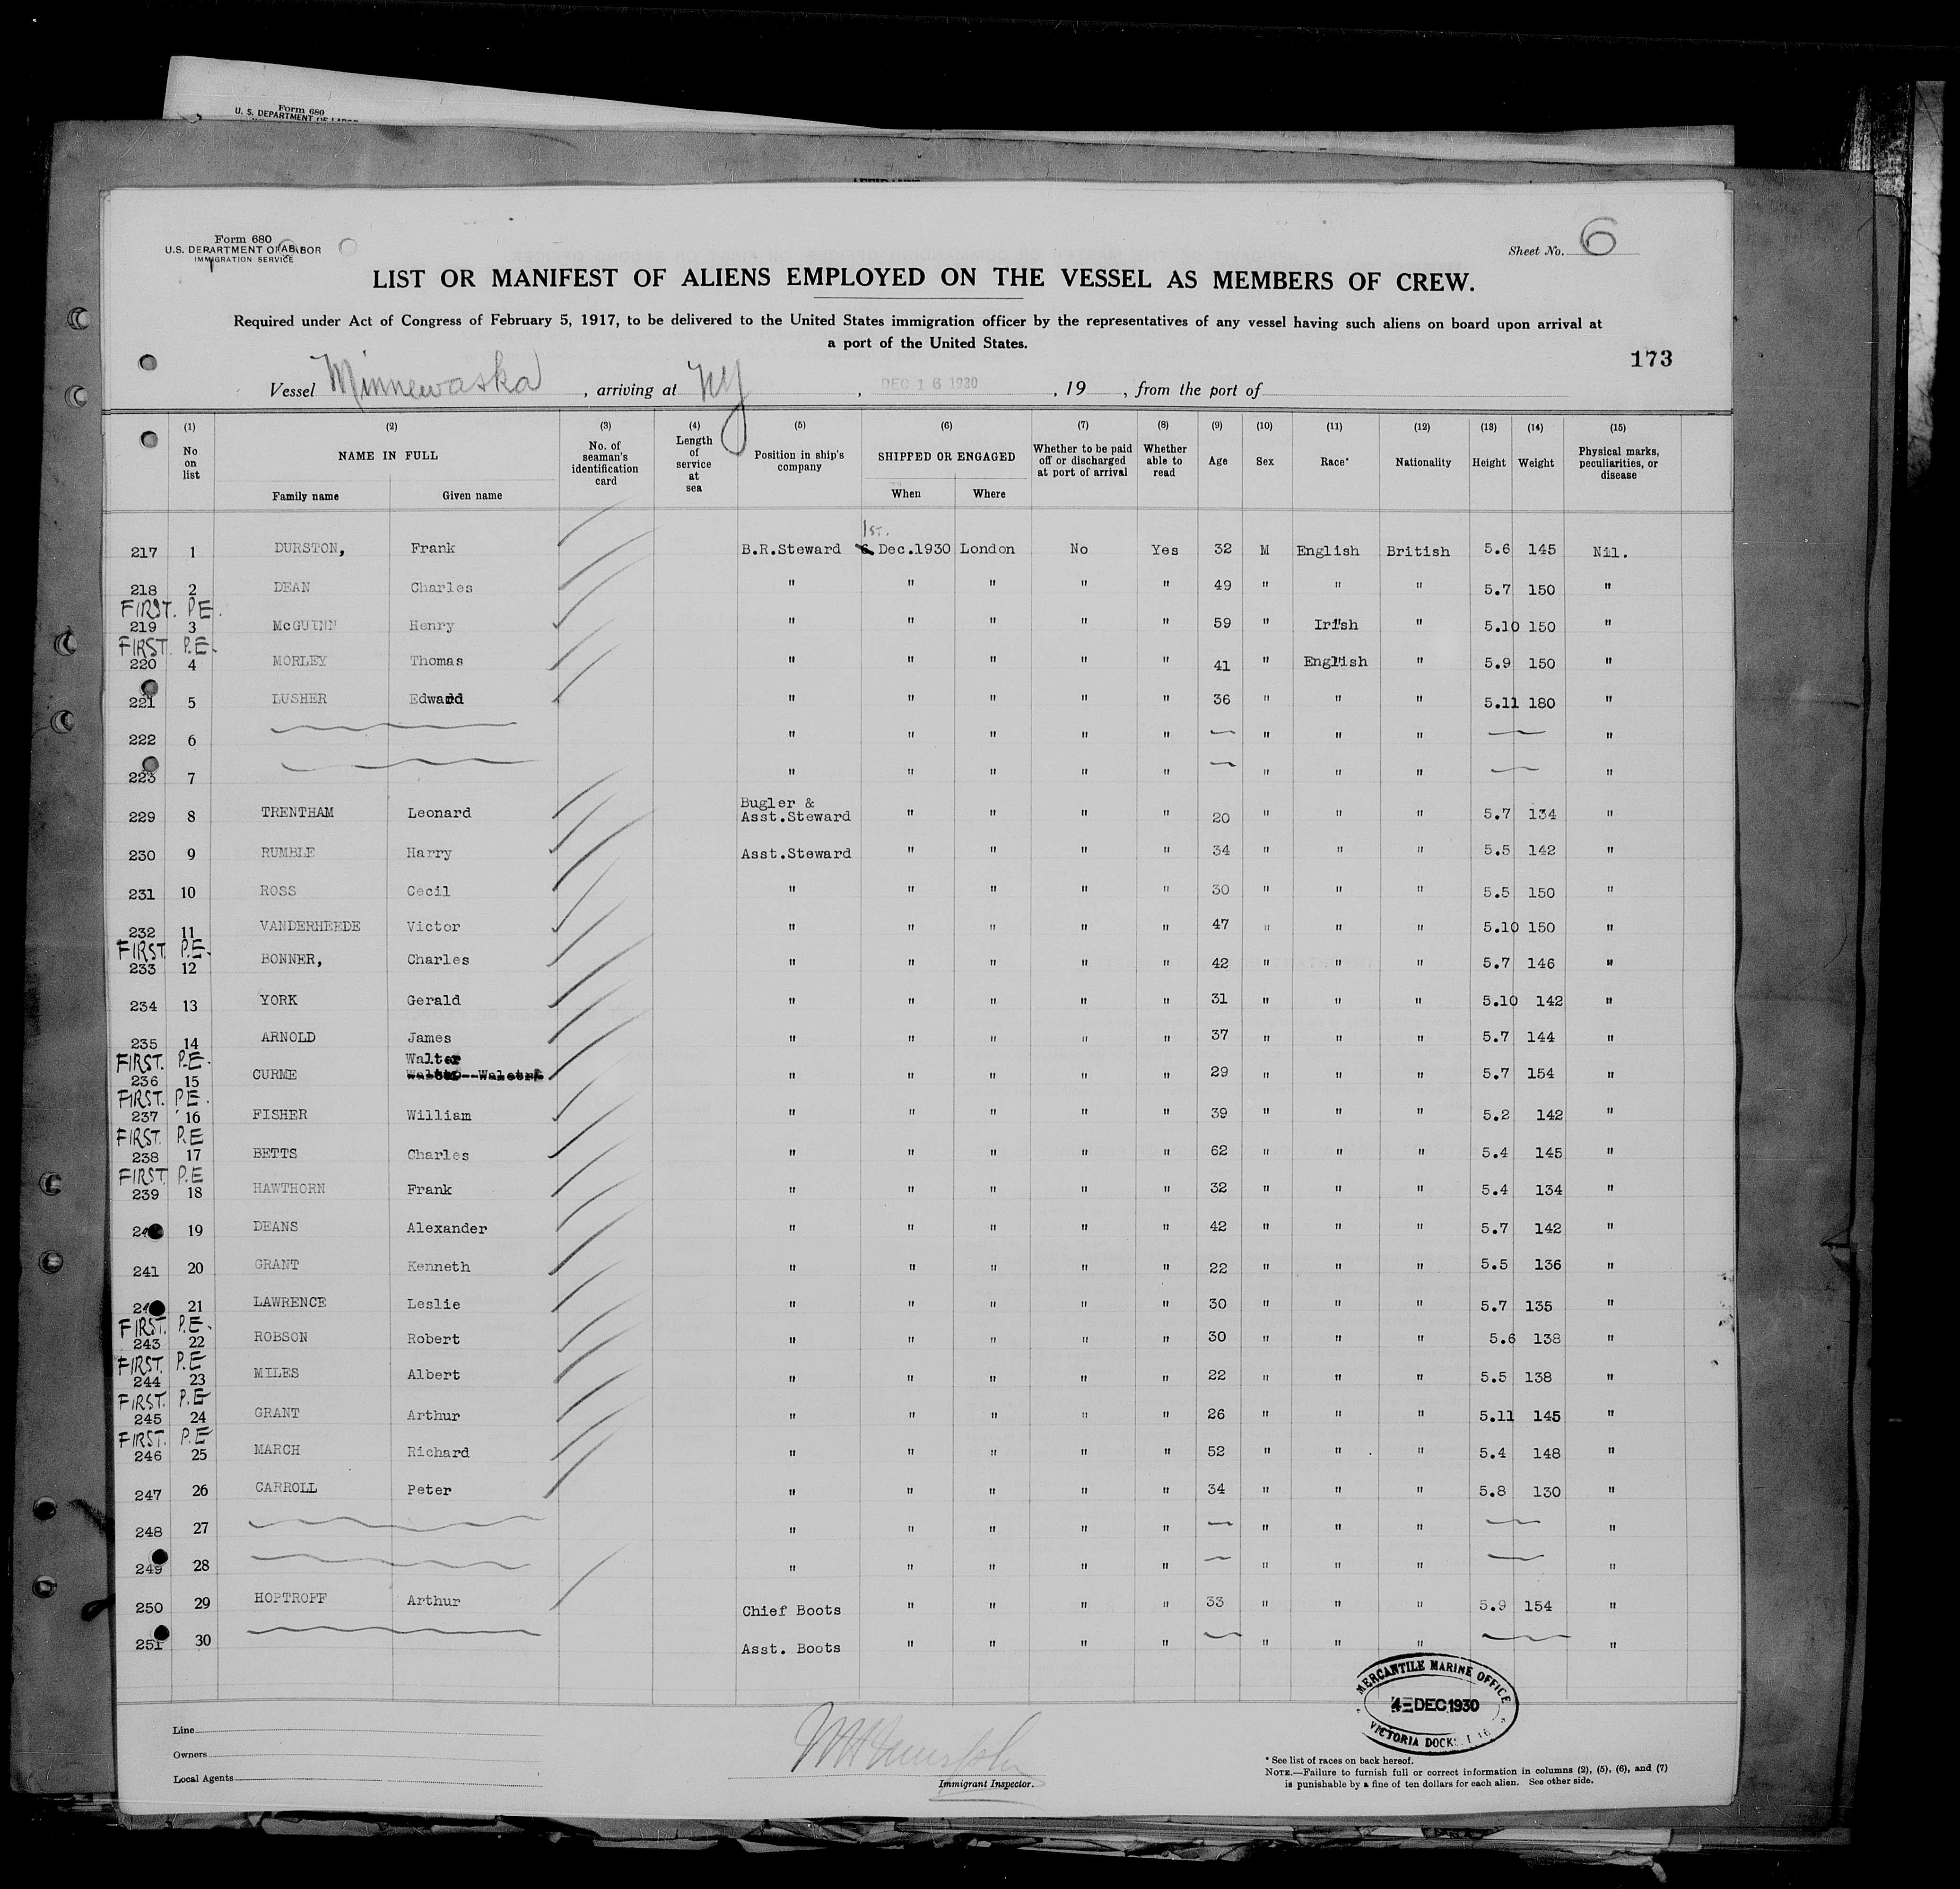 Form 680
U. S. DEPARTMENT OF LABOR
Form 680
U.S. DEPARTMENT OF LABOR
IMMIGRATION SERVICE
Sheet No. 6
LIST OR MANIFEST OF ALIENS EMPLOYED ON THE VESSEL AS MEMBERS OF CREW.
Required under Act of Congress of February 5, 1917, to be delivered to the United States immigration officer by the representatives of any vessel having such aliens on board upon arrival at
a port of the United States.
173
Vessel Minnewaska , arriving at NY , DEC 16 1930 , 19 , from the port of
(1) (2) (3) (4) (5) (6) (7) (8) (9) (10) (11) (12) (13) (14) (15)
No on list NAME IN FULL Family name Given name No. of seaman's identification card Length of service at sea Position in ship's company SHIPPED OR ENGAGED When Where Whether to be paid off or discharged at port of arrival Whether able to read Age Sex Race* Nationality Height Weight Physical marks, peculiarities, or disease
1st.
217 1 DURSTON, Frank B.R.Steward 6 Dec.1930 London No Yes 32 M English British 5.6 145 Nil.
218 2 DEAN Charles " " " " " 49 " " " 5.7 150 "
FIRST. P.E.
219 3 McGUINN Henry " " " " " 59 " Irish " 5.10 150 "
FIRST. P.E.
220 4 MORLEY Thomas " " " " " 41 " English " 5.9 150 "
221 5 LUSHER Edward " " " " " 36 " " " 5.11 180 "
222 6 " " " " " " " " "
223 7 " " " " " " " " "
229 8 TRENTHAM Leonard Bugler & Asst.Steward " " " " 20 " " " 5.7 134 "
230 9 RUMBLE Harry Asst.Steward " " " " 34 " " " 5.5 142 "
231 10 ROSS Cecil " " " " " 30 " " " 5.5 150 "
232 11 VANDERHEEDE Victor " " " " " 47 " " " 5.10 150 "
FIRST P.E.
233 12 BONNER, Charles " " " " " 42 " " " 5.7 146 "
234 13 YORK Gerald " " " " " 31 " " " 5.10 142 "
235 14 ARNOLD James " " " " " 37 " " " 5.7 144 "
FIRST. P.E.
Walter
236 15 CURME " " " " " 29 " " " 5.7 154 "
FIRST. P.E.
237 16 FISHER William " " " " " 39 " " " 5.2 142 "
FIRST. P.E
238 17 BETTS Charles " " " " " 62 " " " 5.4 145 "
FIRST P.E
239 18 HAWTHORN Frank " " " " " 32 " " " 5.4 134 "
19 DEANS Alexander " " " " " 42 " " " 5.7 142 "
241 20 GRANT Kenneth " " " " " 22 " " " 5.5 136 "
21 LAWRENCE Leslie " " " " " 30 " " " 5.7 135 "
FIRST. P.E.
243 22 ROBSON Robert " " " " " 30 " " " 5.6 138 "
FIRST. P.E
244 23 MILES Albert " " " " " 22 " " " 5.5 138 "
FIRST. P.E
245 24 GRANT Arthur " " " " " 26 " " " 5.11 145 "
FIRST. P.E
246 25 MARCH Richard " " " " " 52 " " " 5.4 148 "
247 26 CARROLL Peter " " " " " 34 " " " 5.8 130 "
248 27 " " " " " " " " "
249 28 " " " " " " " " "
250 29 HOPTROFF Arthur Chief Boots " " " " 33 " " " 5.9 154 "
251 30 Asst. Boots " " " " " " " "
MERCANTILE MARINE OFFICE
4-DEC 1930
VICTORIA DOCKS
Line
Owners
Local Agents
Immigrant Inspector.
* See list of races on back hereof.
NOTE.—Failure to furnish full or correct information in columns (2), (5), (6), and (7)
is punishable by a fine of ten dollars for each alien. See other side.